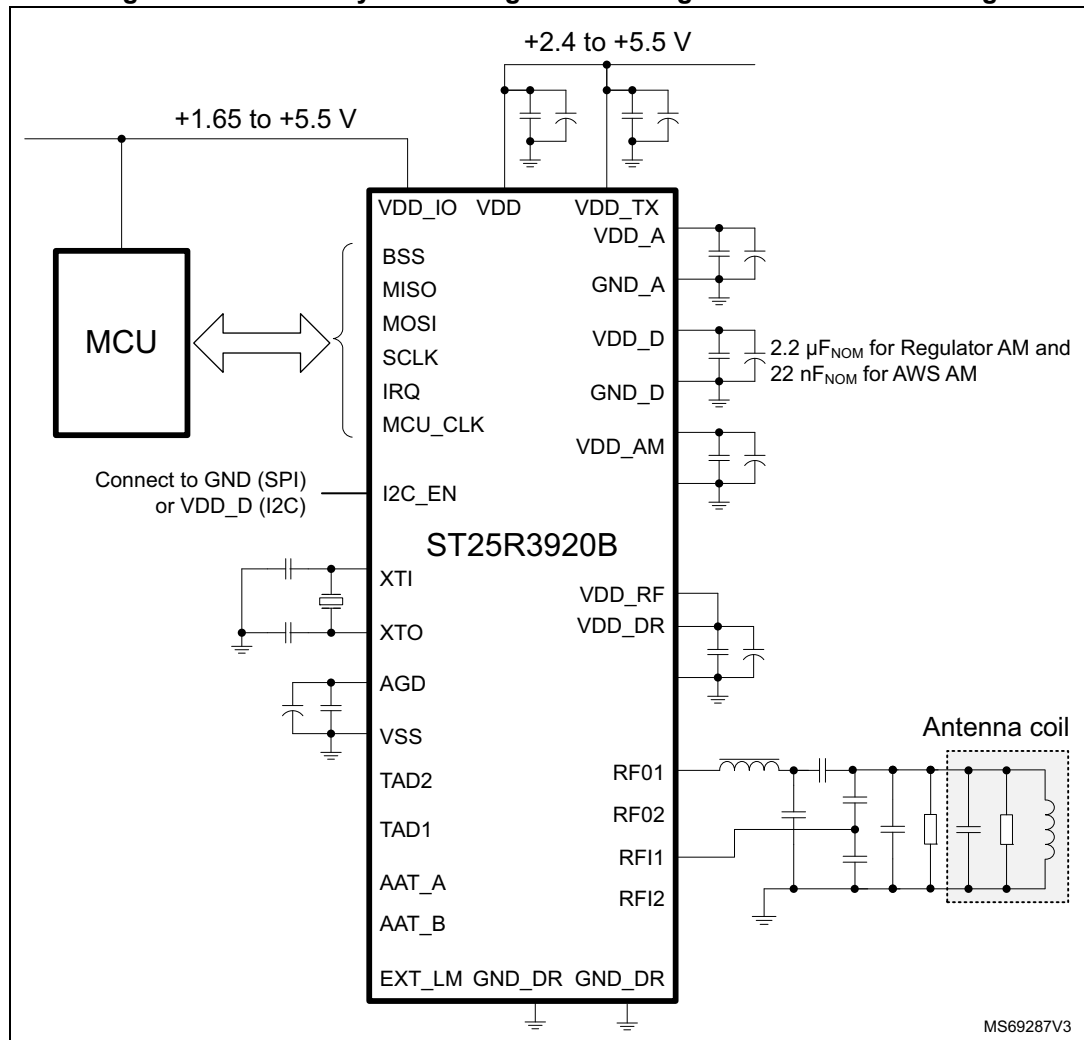 +2.4 to +5.5 V
+1.65 to +5.5 V
VDD_IO VDD VDD_TX
VDD_A
BSS
GND_A
MISO
MOSI
VDD_D
MCU
SCLK
2.2 µFNOM for Regulator AM and
22 nFNOM for AWS AM
IRQ
GND_D
MCU_CLK
VDD_AM
Connect to GND (SPI)
or VDD_D (I2C)
I2C_EN
ST25R3920B
XTI
VDD_RF
XTO
VDD_DR
AGD
VSS
Antenna coil
TAD2
RF01
RF02
TAD1
RFI1
AAT_A
RFI2
AAT_B
EXT_LM GND_DR GND_DR
MS69287V3